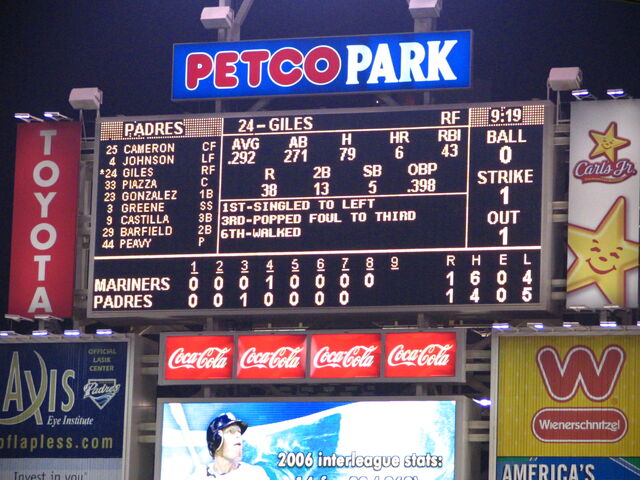 PETCO PARK
PADRES
25 CAMERON CF
4 JOHNSON LF
*24 GILES RF
33 PIAZZA C
23 GONZALEZ 1B
3 GREENE SS
9 CASTILLA 3B
29 BARFIELD 2B
44 PEAVY P
24-GILES RF
AVG AB H HR RBI
.292 271 79 6 43
R 2B SB OBP
38 13 5 .398
1ST-SINGLED TO LEFT
3RD-POPPED FOUL TO THIRD
6TH-WALKED
9:19
BALL
0
STRIKE
1
OUT
1
1 2 3 4 5 6 7 8 9 R H E L
MARINERS 0 0 0 1 0 0 0 0 1 6 0 4
PADRES 0 0 1 0 0 0 0 1 4 0 5
TOYOTA
Carl's Jr.
Coca-Cola Coca-Cola Coca-Cola Coca-Cola
AXIS
Eye Institute
OFFICIAL
LASIK
CENTER
Padres
oflapless.com
Invest in you
2006 interleague stats:
W
Wienerschnitzel
AMERICA'S